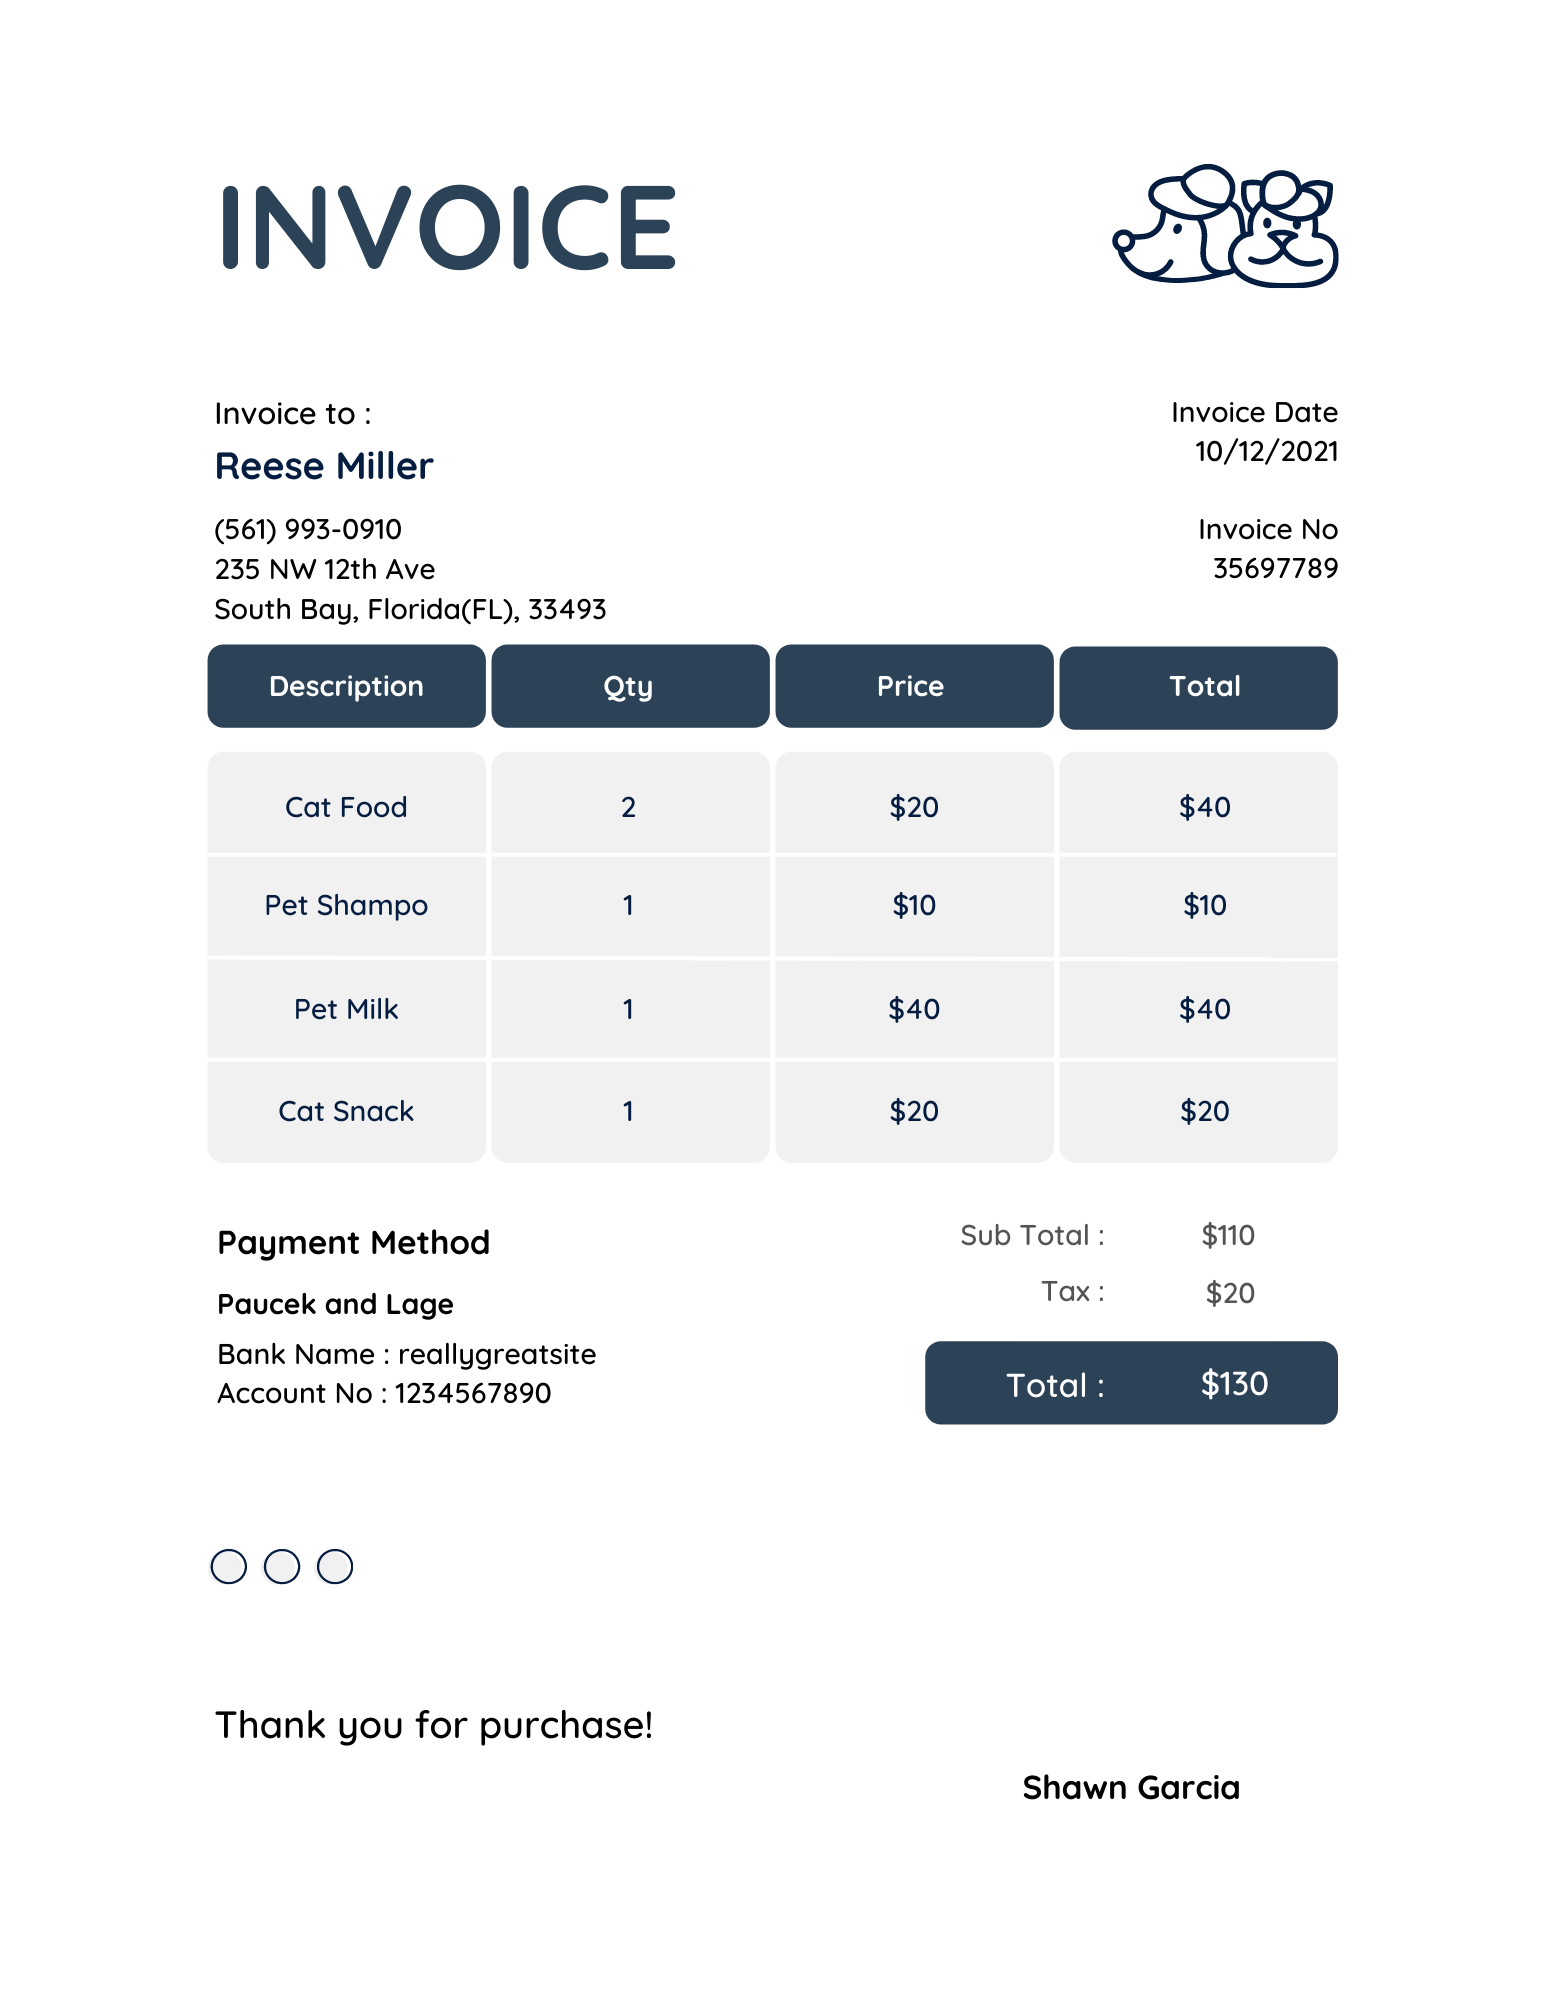 INVOICE
Invoice to :
Reese Miller
(561) 993-0910
235 NW 12th Ave
South Bay, Florida(FL), 33493
Invoice Date
10/12/2021
Invoice No
35697789
Description Qty Price Total
Cat Food 2 $20 $40
Pet Shampo 1 $10 $10
Pet Milk 1 $40 $40
Cat Snack 1 $20 $20
Payment Method
Paucek and Lage
Bank Name : reallygreatsite
Account No : 1234567890
Sub Total : $110
Tax : $20
Total : $130
Thank you for purchase!
Shawn Garcia